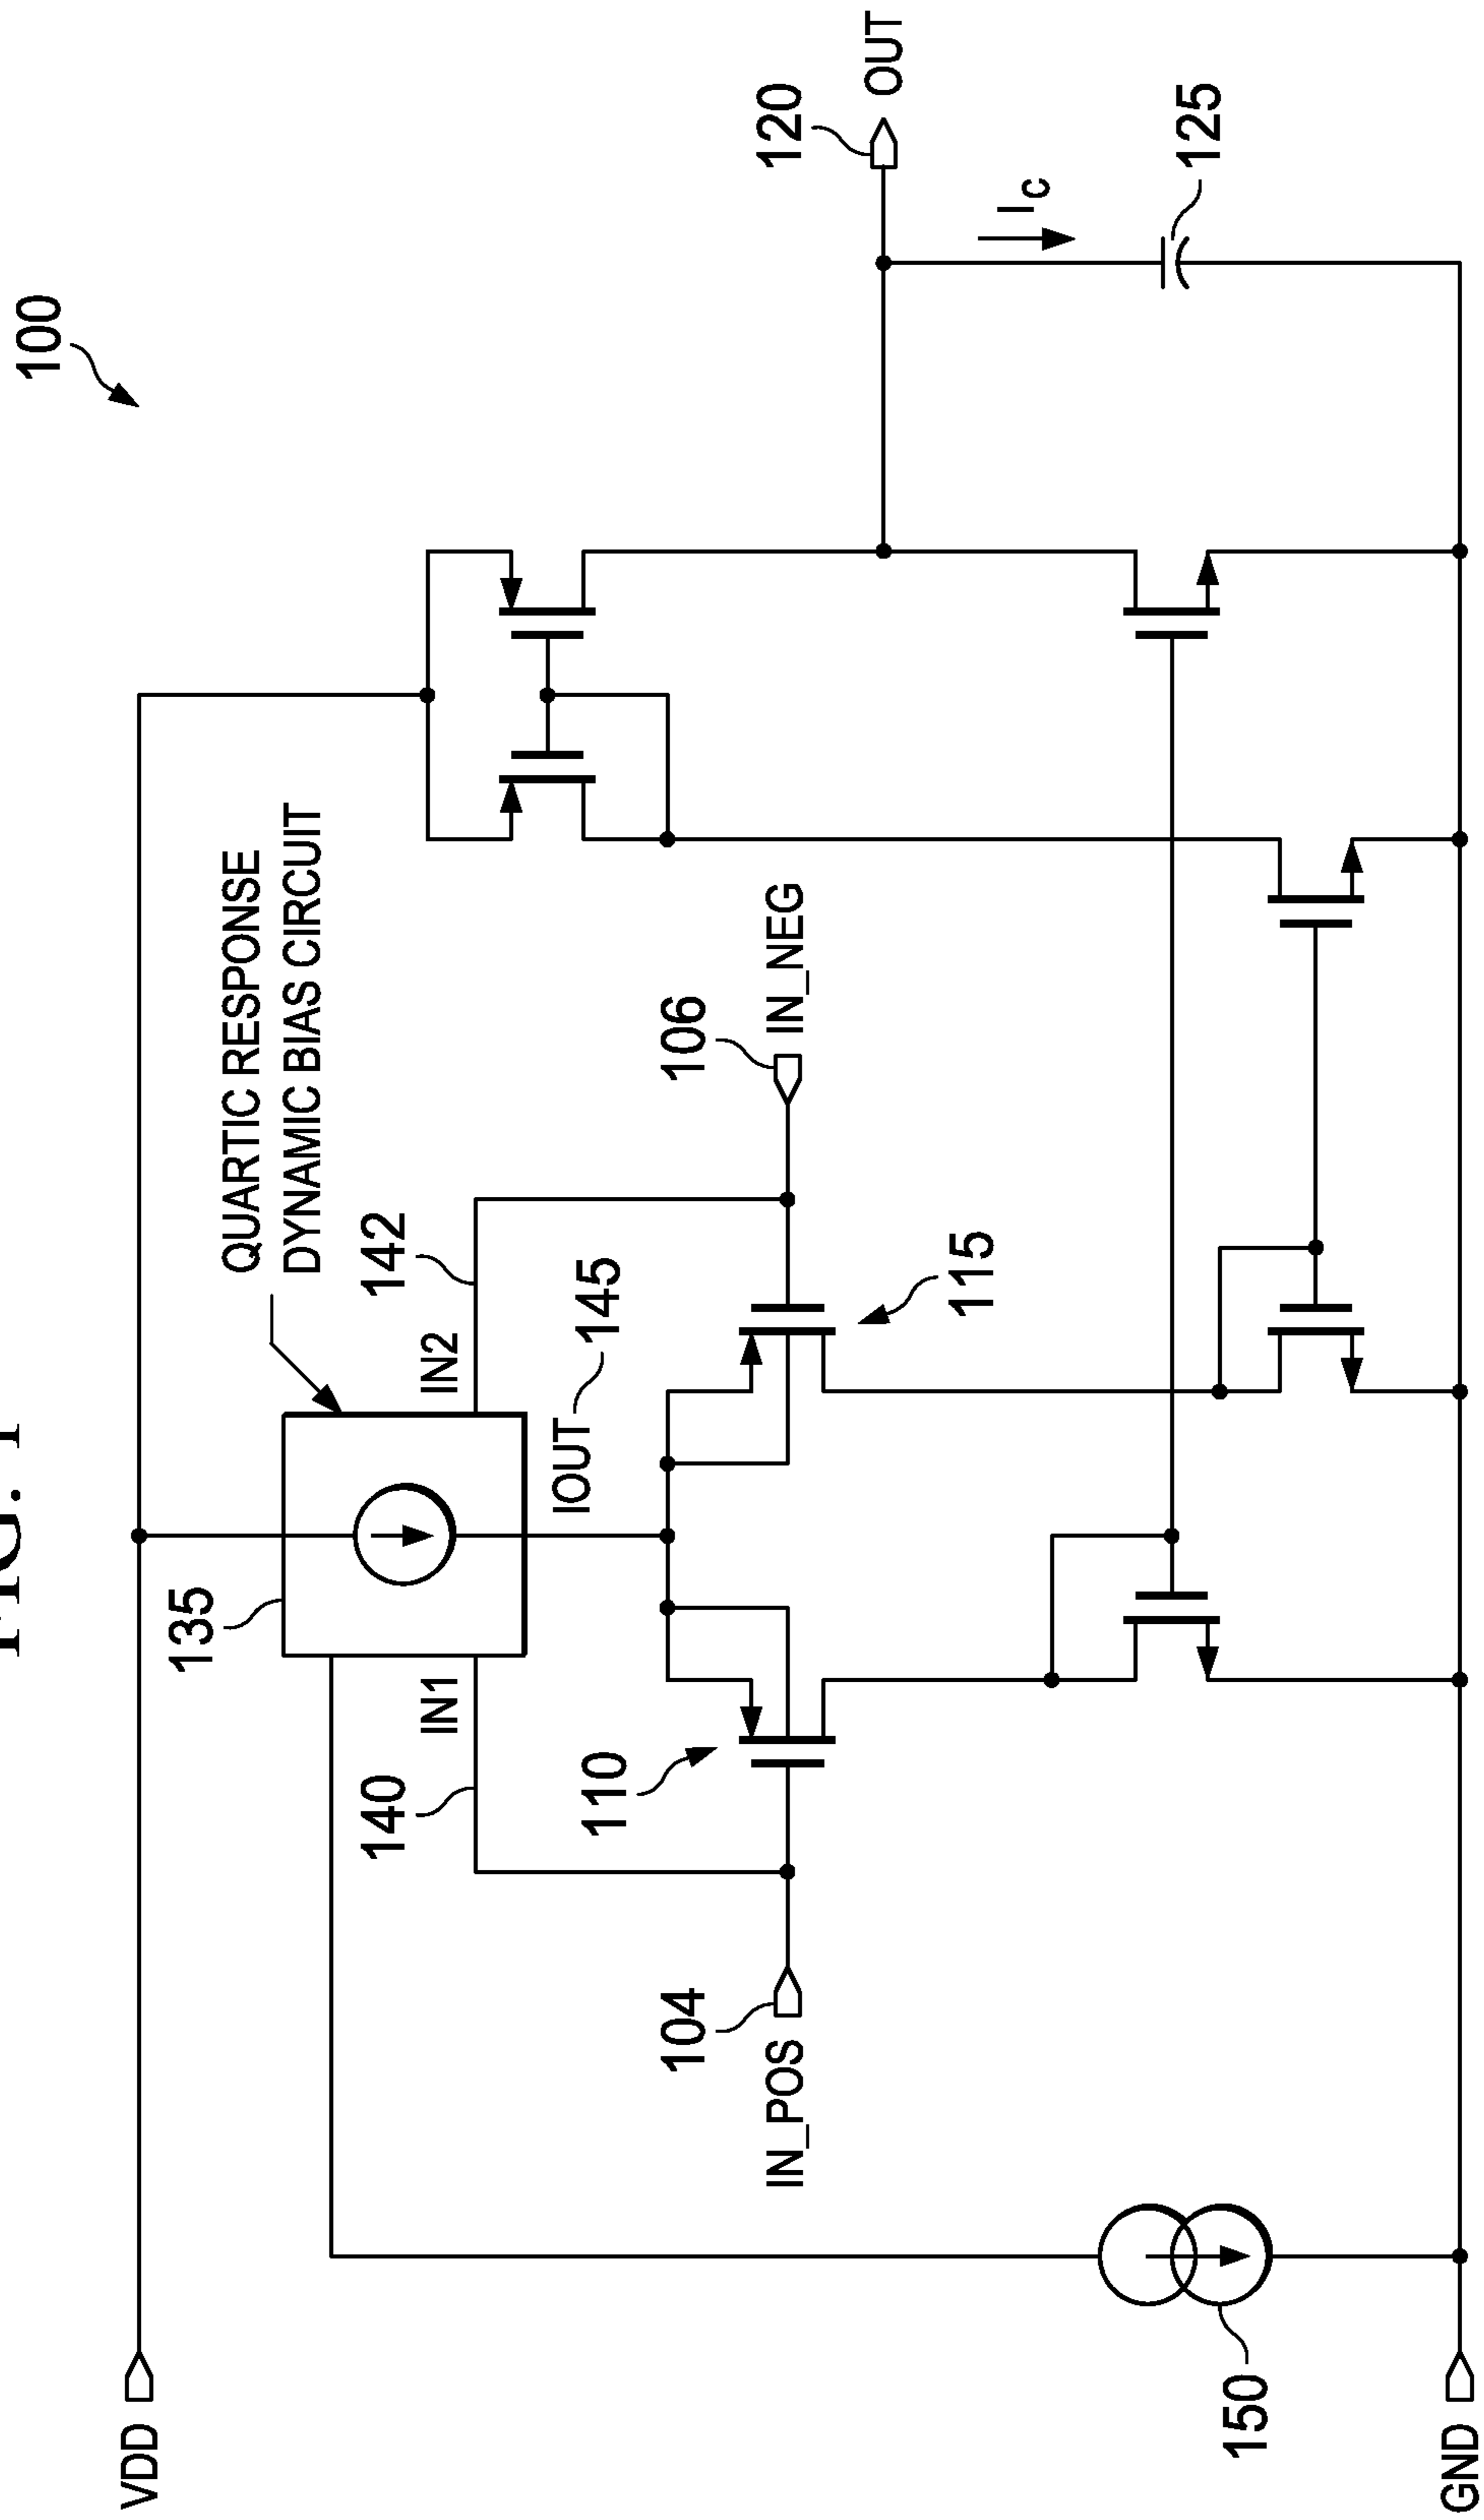 FIG. 1
100
VDD
135
QUARTIC RESPONSE
DYNAMIC BIAS CIRCUIT
140
IN1
IN2
142
IOUT
145
110
115
IN_POS
104
106
IN_NEG
120
OUT
IC
125
150
GND